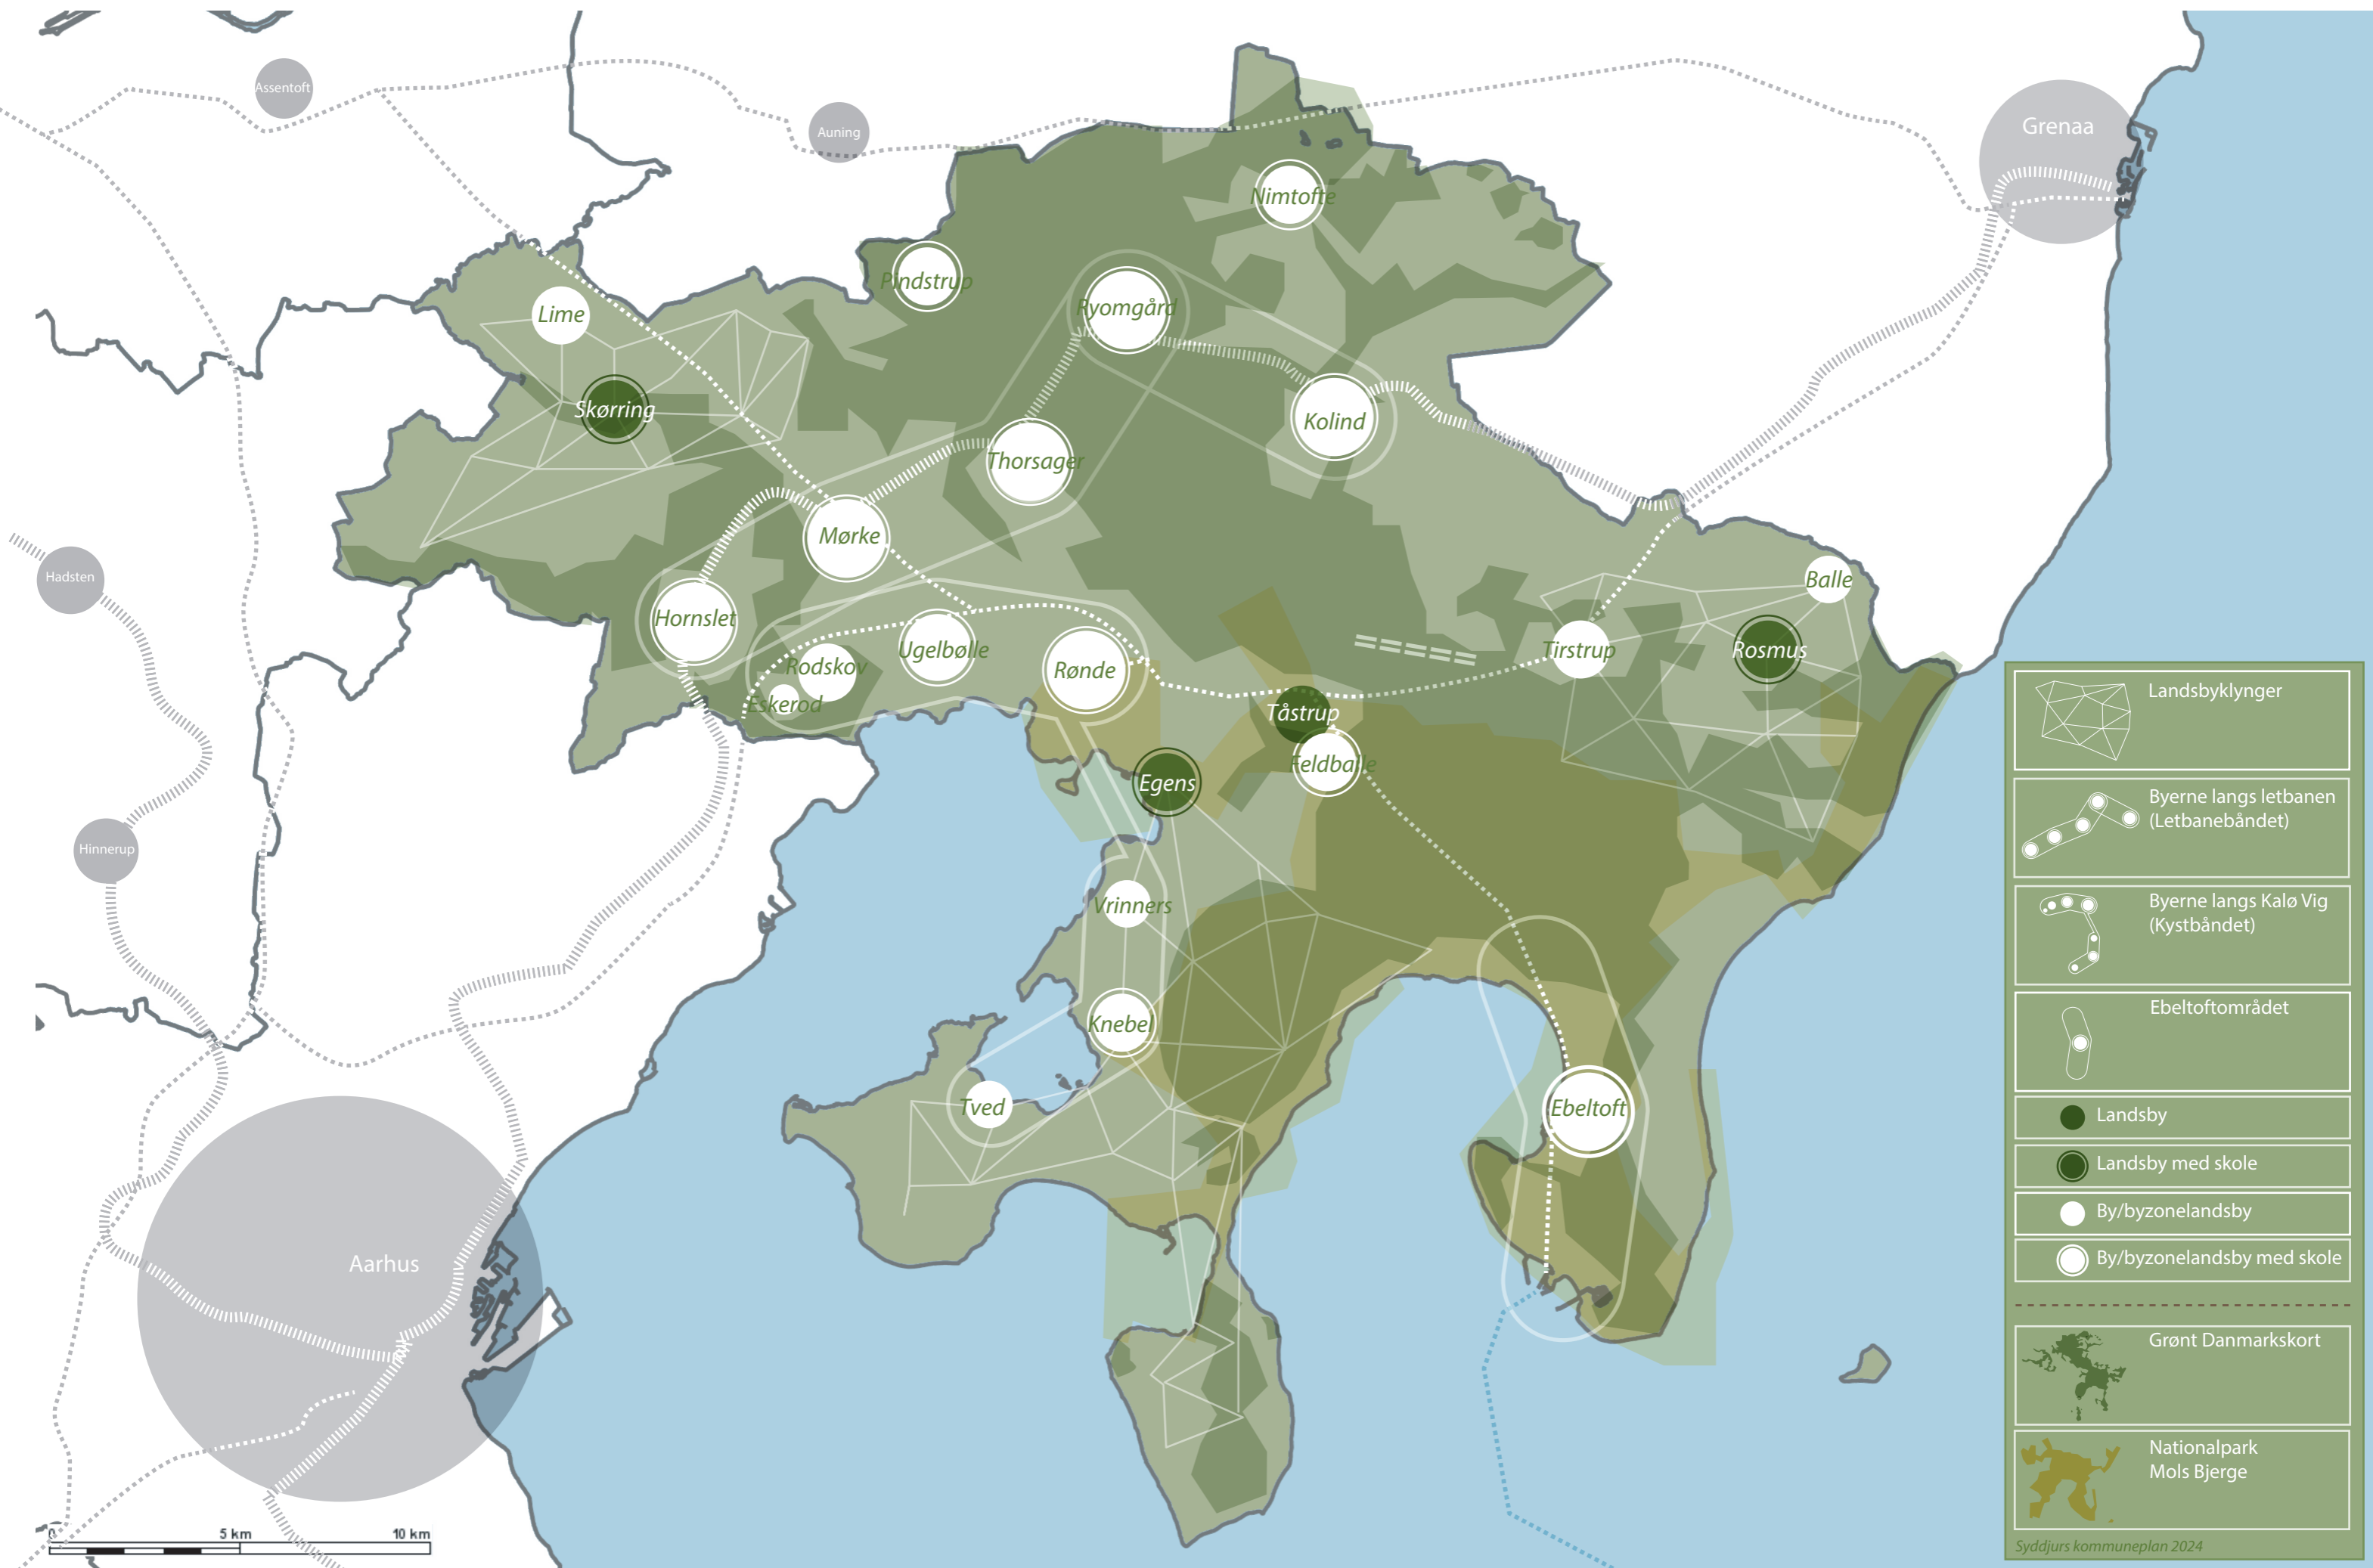 Assentoft
Auning
Grenaa
Nimtofte
Pindstrup
Ryomgård
Lime
Skørring
Kolind
Thorsager
Mørke
Hadsten
Balle
Hornslet
Ugelbølle
Rodskov
Rønde
Tirstrup
Rosmus
Eskerod
Tåstrup
Feldballe
Egens
Hinnerup
Vrinners
Knebel
Tved
Ebeltoft
Aarhus
0 5 km 10 km
Landsbyklynger
Byerne langs letbanen
(Letbanebåndet)
Byerne langs Kalø Vig
(Kystbåndet)
Ebeltoftområdet
Landsby
Landsby med skole
By/byzonelandsby
By/byzonelandsby med skole
Grønt Danmarkskort
Nationalpark
Mols Bjerge
Syddjurs kommuneplan 2024